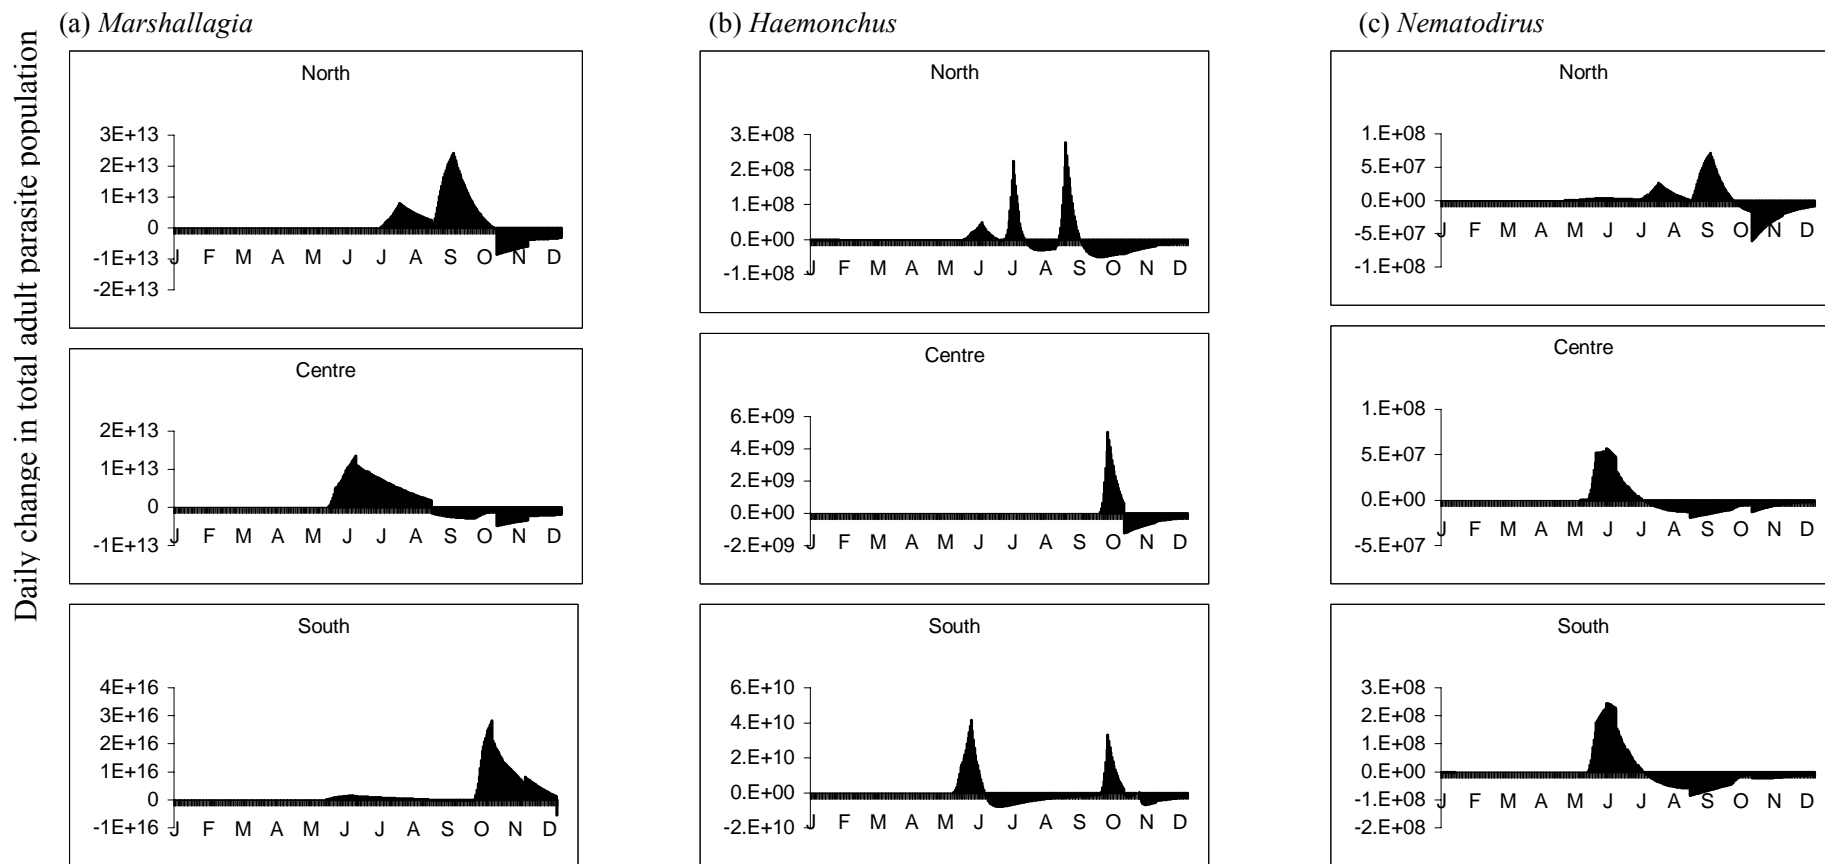 (a) Marshallagia
(b) Haemonchus
(c) Nematodirus
Daily change in total adult parasite population
North
3E+13
2E+13
1E+13
0
-1E+13
-2E+13
J F M A M J J A S O N D
North
3.E+08
2.E+08
1.E+08
0.E+00
-1.E+08
J F M A M J J A S O N D
North
1.E+08
5.E+07
0.E+00
-5.E+07
-1.E+08
J F M A M J J A S O N D
Centre
2E+13
1E+13
0
-1E+13
J F M A M J J A S O N D
Centre
6.E+09
4.E+09
2.E+09
0.E+00
-2.E+09
J F M A M J J A S O N D
Centre
1.E+08
5.E+07
0.E+00
-5.E+07
J F M A M J J A S O N D
South
4E+16
3E+16
2E+16
1E+16
0
-1E+16
J F M A M J J A S O N D
South
6.E+10
4.E+10
2.E+10
0.E+00
-2.E+10
J F M A M J J A S O N D
South
3.E+08
2.E+08
1.E+08
0.E+00
-1.E+08
-2.E+08
J F M A M J J A S O N D